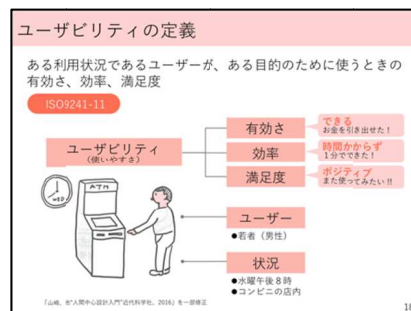 ユーザビリティの定義
ある利用状況であるユーザーが、ある目的のために使うときの
有効さ、効率、満足度
ISO9241-11
ユーザビリティ
(使いやすさ)
有効さ
できる
お金を引き出せた！
効率
時間かからず
1分でできた！
満足度
ポジティブ
また使ってみたい!!
WED
ATM
ユーザー
●若者（男性）
状況
●水曜午後8時
●コンビニの店内
「山崎, 他"人間中心設計入門"近代科学社, 2016」を一部修正
18